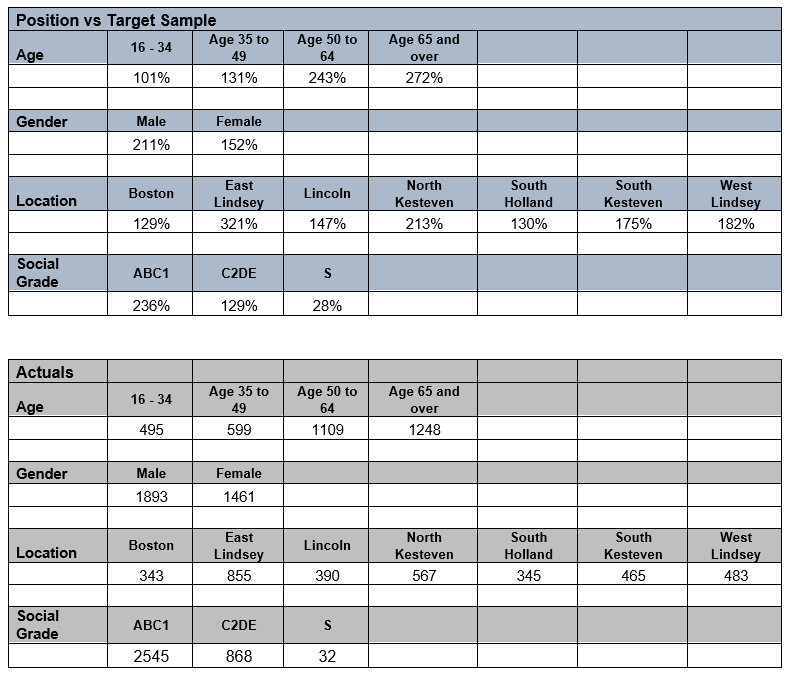 Position vs Target Sample
Age 16 - 34 Age 35 to 49 Age 50 to 64 Age 65 and over
101% 131% 243% 272%
Gender Male Female
211% 152%
Location Boston East Lindsey Lincoln North Kesteven South Holland South Kesteven West Lindsey
129% 321% 147% 213% 130% 175% 182%
Social Grade ABC1 C2DE S
236% 129% 28%
Actuals
Age 16 - 34 Age 35 to 49 Age 50 to 64 Age 65 and over
495 599 1109 1248
Gender Male Female
1893 1461
Location Boston East Lindsey Lincoln North Kesteven South Holland South Kesteven West Lindsey
343 855 390 567 345 465 483
Social Grade ABC1 C2DE S
2545 868 32